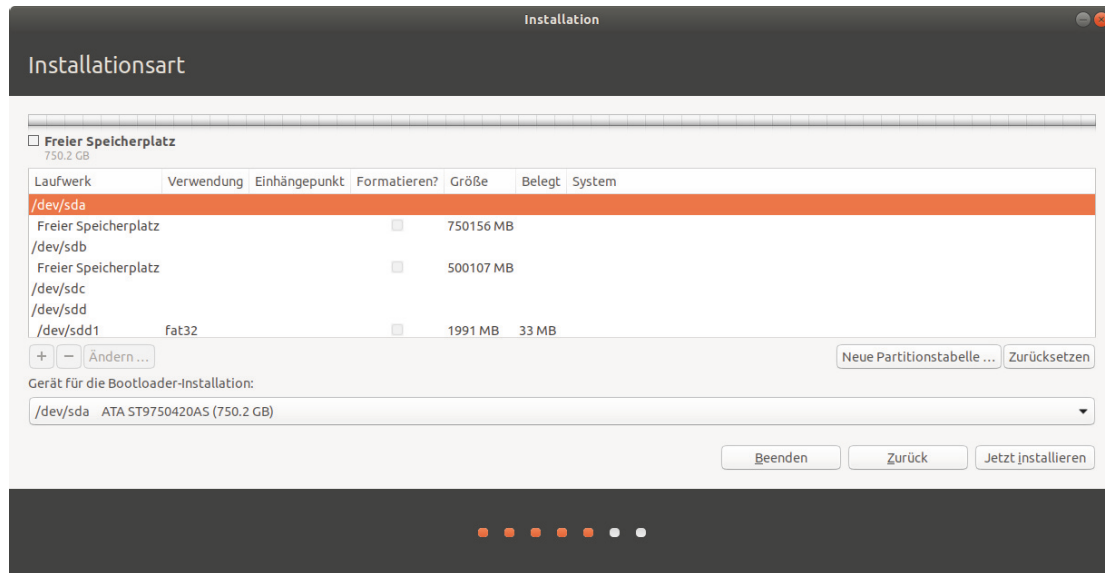 Installation
Installationsart
Freier Speicherplatz
750.2 GB
Laufwerk Verwendung Einhängepunkt Formatieren? Größe Belegt System
/dev/sda
Freier Speicherplatz 750156 MB
/dev/sdb
Freier Speicherplatz 500107 MB
/dev/sdc
/dev/sdd
/dev/sdd1 fat32 1991 MB 33 MB
+ − Ändern ... Neue Partitionstabelle ... Zurücksetzen
Gerät für die Bootloader-Installation:
/dev/sda ATA ST9750420AS (750.2 GB)
Beenden Zurück Jetzt installieren